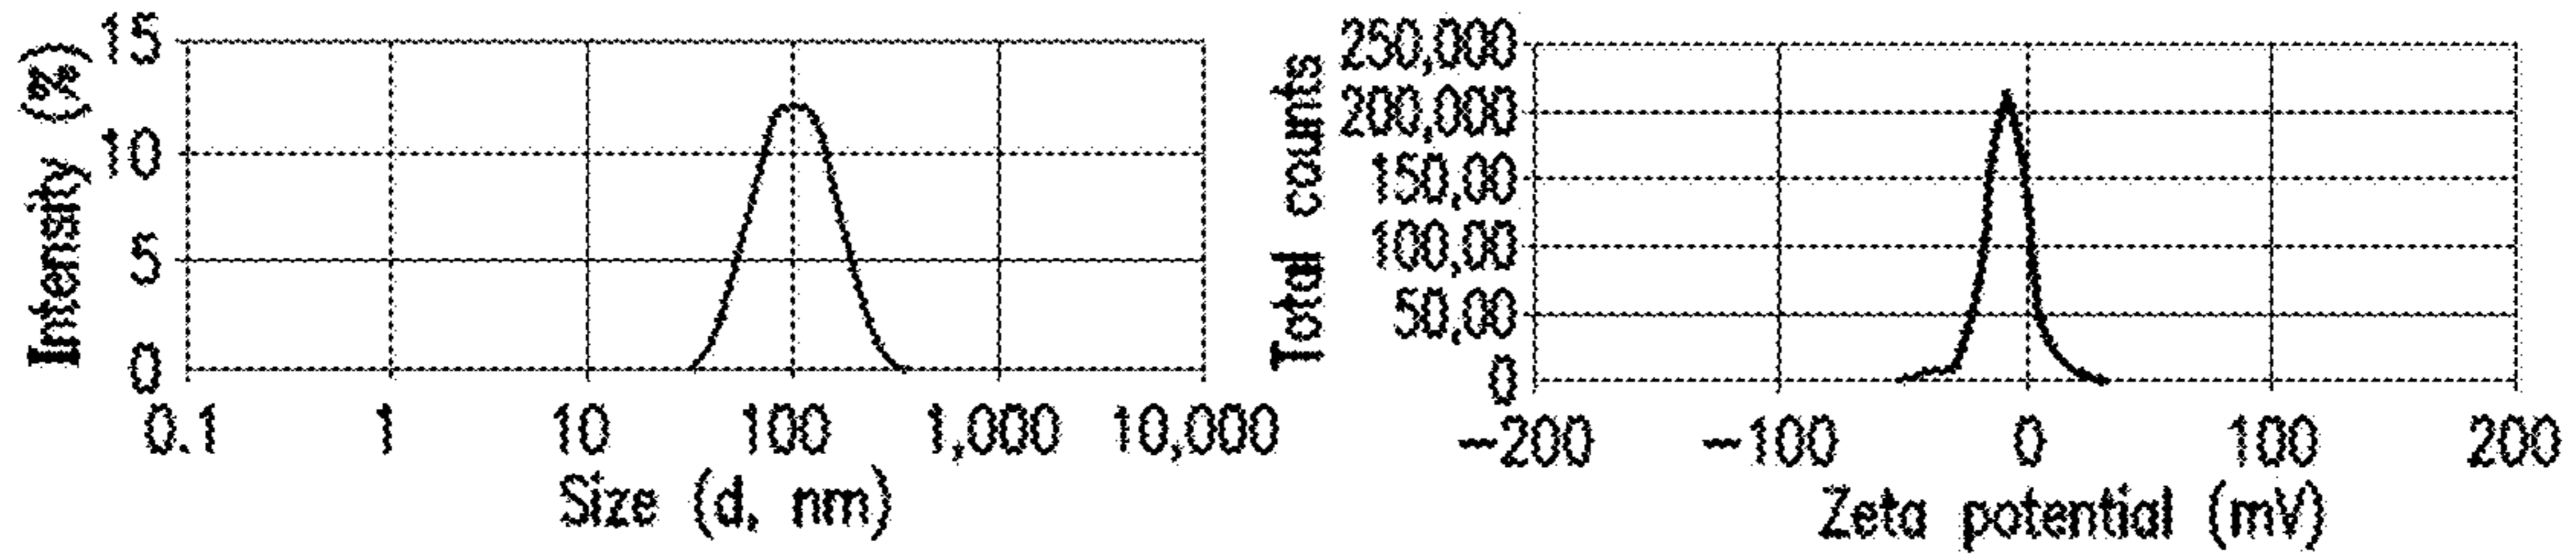 Intensity (%)
15
10
5
0
0.1 1 10 100 1,000 10,000
Size (d, nm)
Total counts
250,000
200,000
150,00
100,00
50,00
0
−200 −100 0 100 200
Zeta potential (mV)